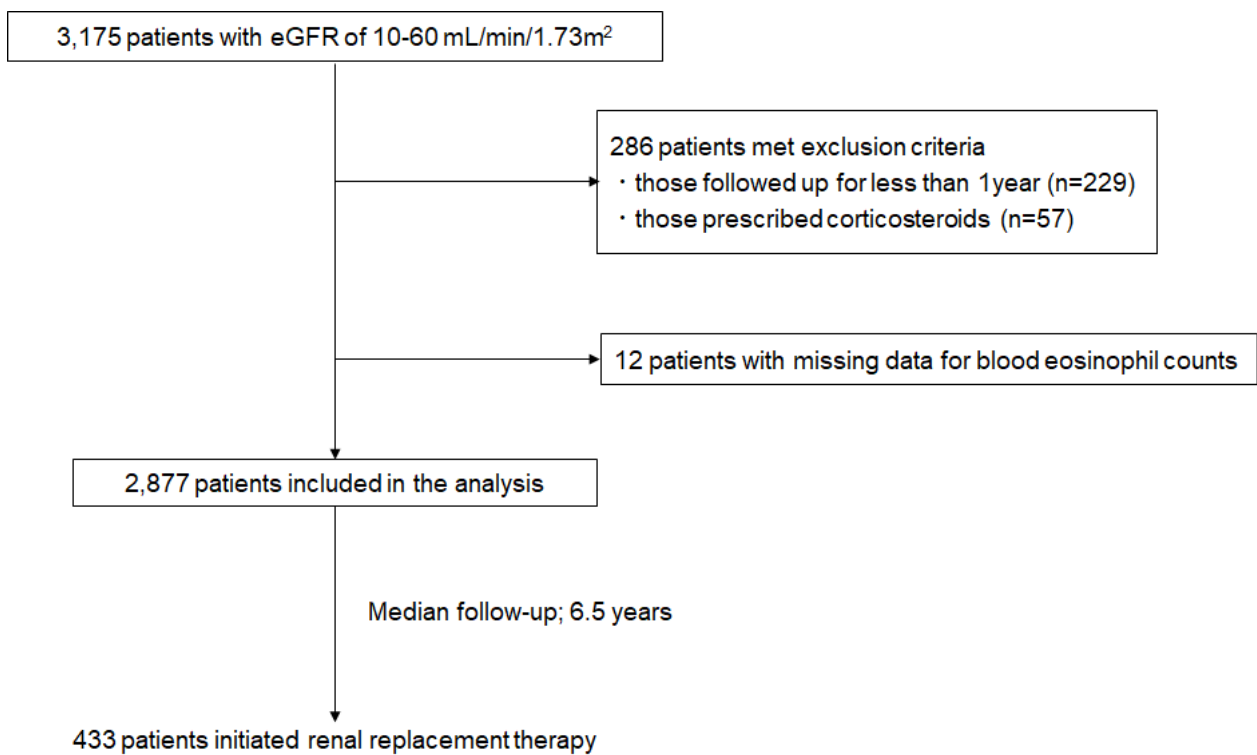 3,175 patients with eGFR of 10-60 mL/min/1.73m²
286 patients met exclusion criteria
・those followed up for less than 1year (n=229)
・those prescribed corticosteroids (n=57)
12 patients with missing data for blood eosinophil counts
2,877 patients included in the analysis
Median follow-up; 6.5 years
433 patients initiated renal replacement therapy